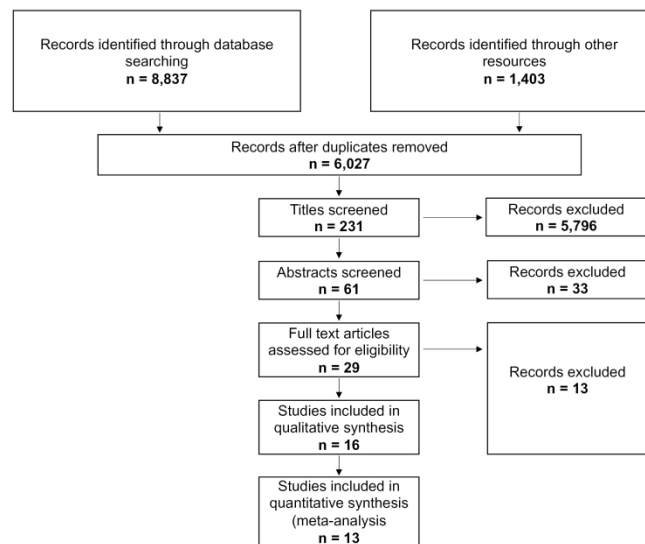 Records identified through database
searching
n = 8,837
Records identified through other
resources
n = 1,403
Records after duplicates removed
n = 6,027
Titles screened
n = 231
Records excluded
n = 5,796
Abstracts screened
n = 61
Records excluded
n = 33
Full text articles
assessed for eligibility
n = 29
Records excluded
n = 13
Studies included in
qualitative synthesis
n = 16
Studies included in
quantitative synthesis
(meta-analysis
n = 13